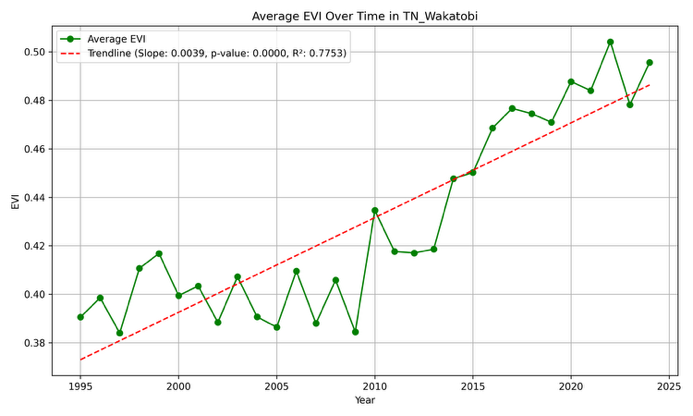 Average EVI Over Time in TN_Wakatobi
Average EVI
Trendline (Slope: 0.0039, p-value: 0.0000, R²: 0.7753)
EVI
0.50
0.48
0.46
0.44
0.42
0.40
0.38
1995 2000 2005 2010 2015 2020 2025
Year